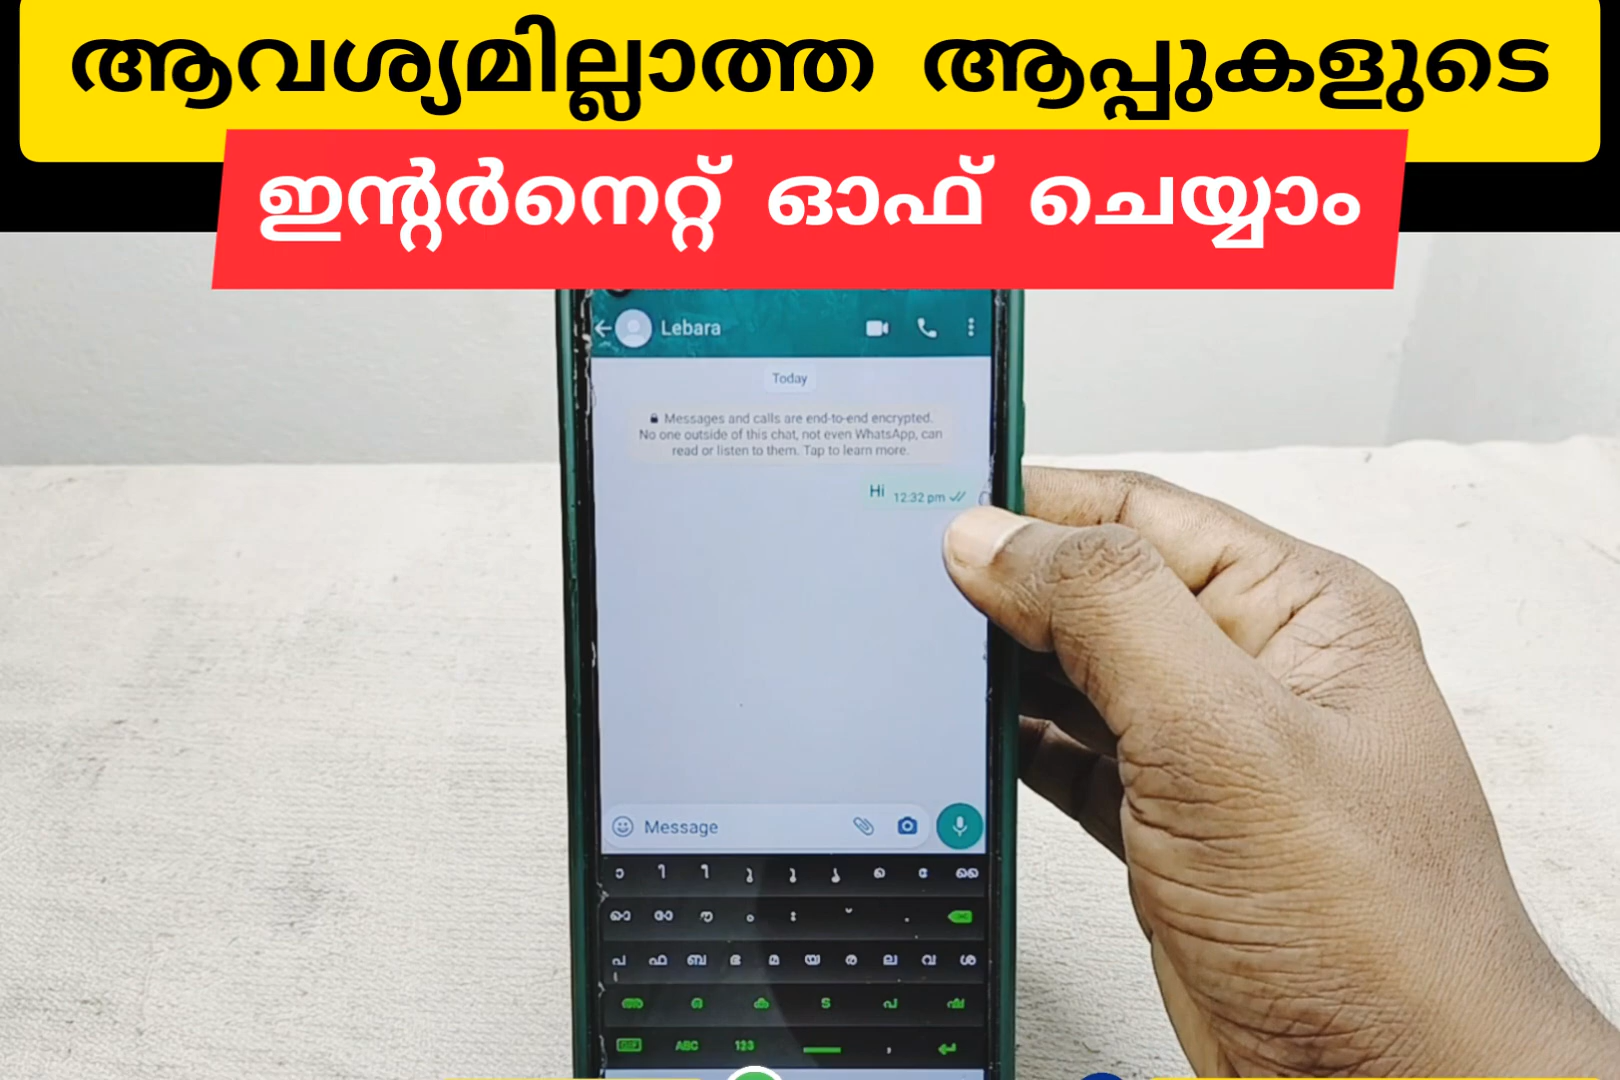 ആവശ്യമില്ലാത്ത ആപ്പുകളുടെ
ഇന്റർനെറ്റ് ഓഫ് ചെയ്യാം
Lebara
Today
Messages and calls are end-to-end encrypted.
No one outside of this chat, not even WhatsApp, can
read or listen to them. Tap to learn more.
Hi 12:32 pm
Message
ാ ി ീ ു ൂ ൃ െ േ ൈ
ൊ ോ ൗ ം ഃ ് .
പ ഫ ബ ഭ മ യ ര ല വ ശ
അ ഒ ക ട പ ഷ
GIF ABC 123 ,